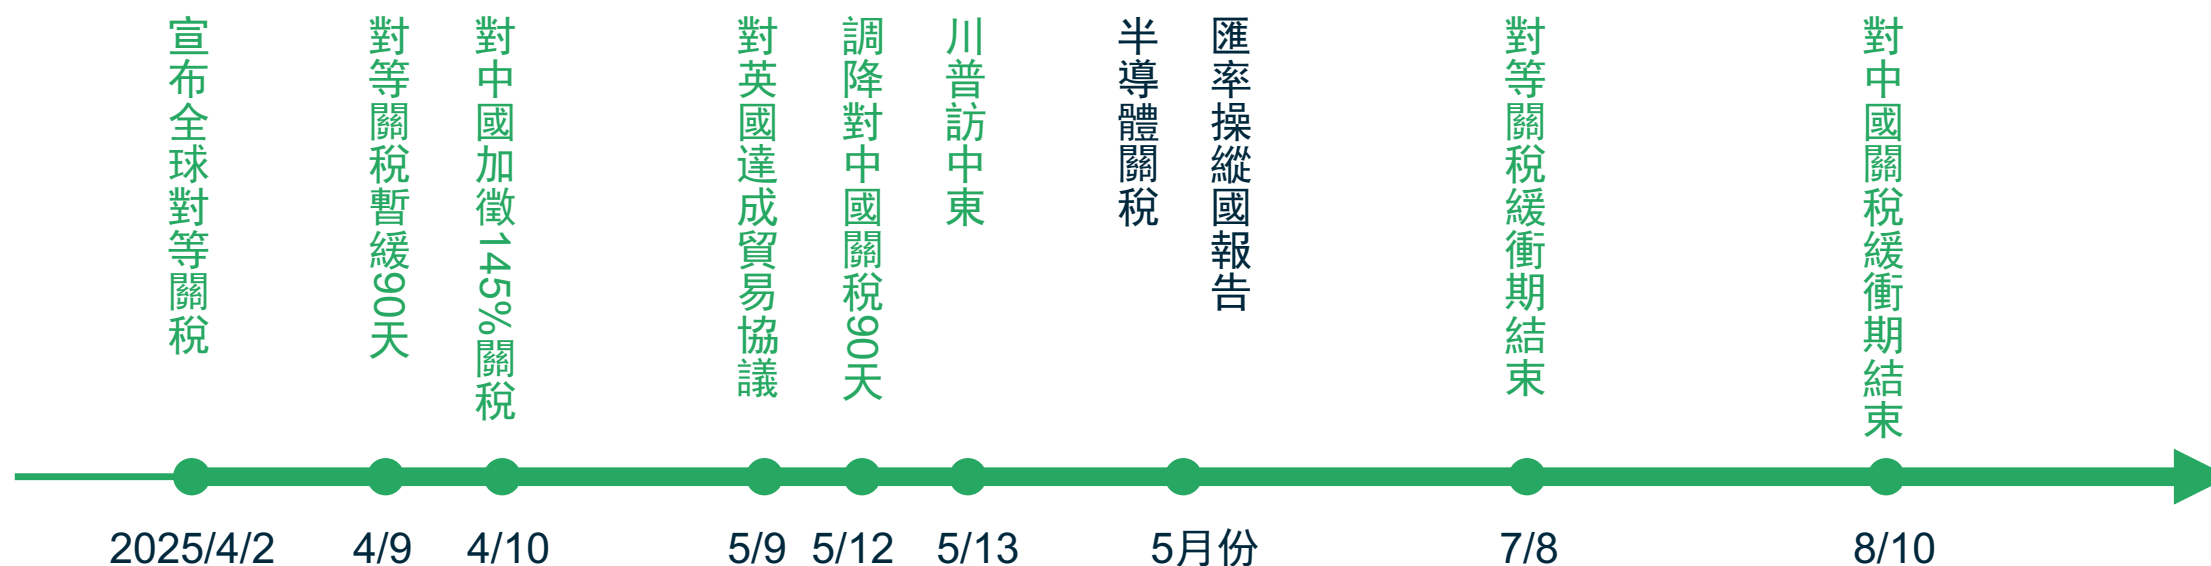 宣布全球對等關稅
對等關稅暫緩90天
對中國加徵145%關稅
對英國達成貿易協議
調降對中國關稅90天
川普訪中東
半導體關稅
匯率操縱國報告
對等關稅緩衝期結束
對中國關稅緩衝期結束
2025/4/2
4/9
4/10
5/9
5/12
5/13
5月份
7/8
8/10